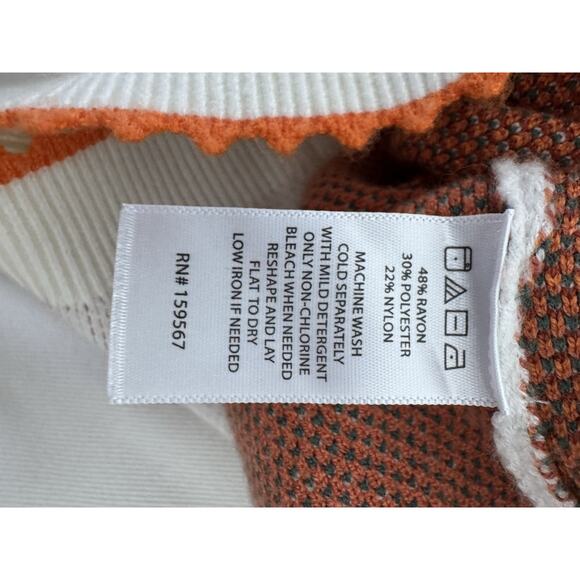 48% RAYON
30% POLYESTER
22% NYLON
MACHINE WASH
COLD SEPARATELY
WITH MILD DETERGENT
ONLY NON-CHLORINE
BLEACH WHEN NEEDED
RESHAPE AND LAY
FLAT TO DRY
LOW IRON IF NEEDED
RN# 159567